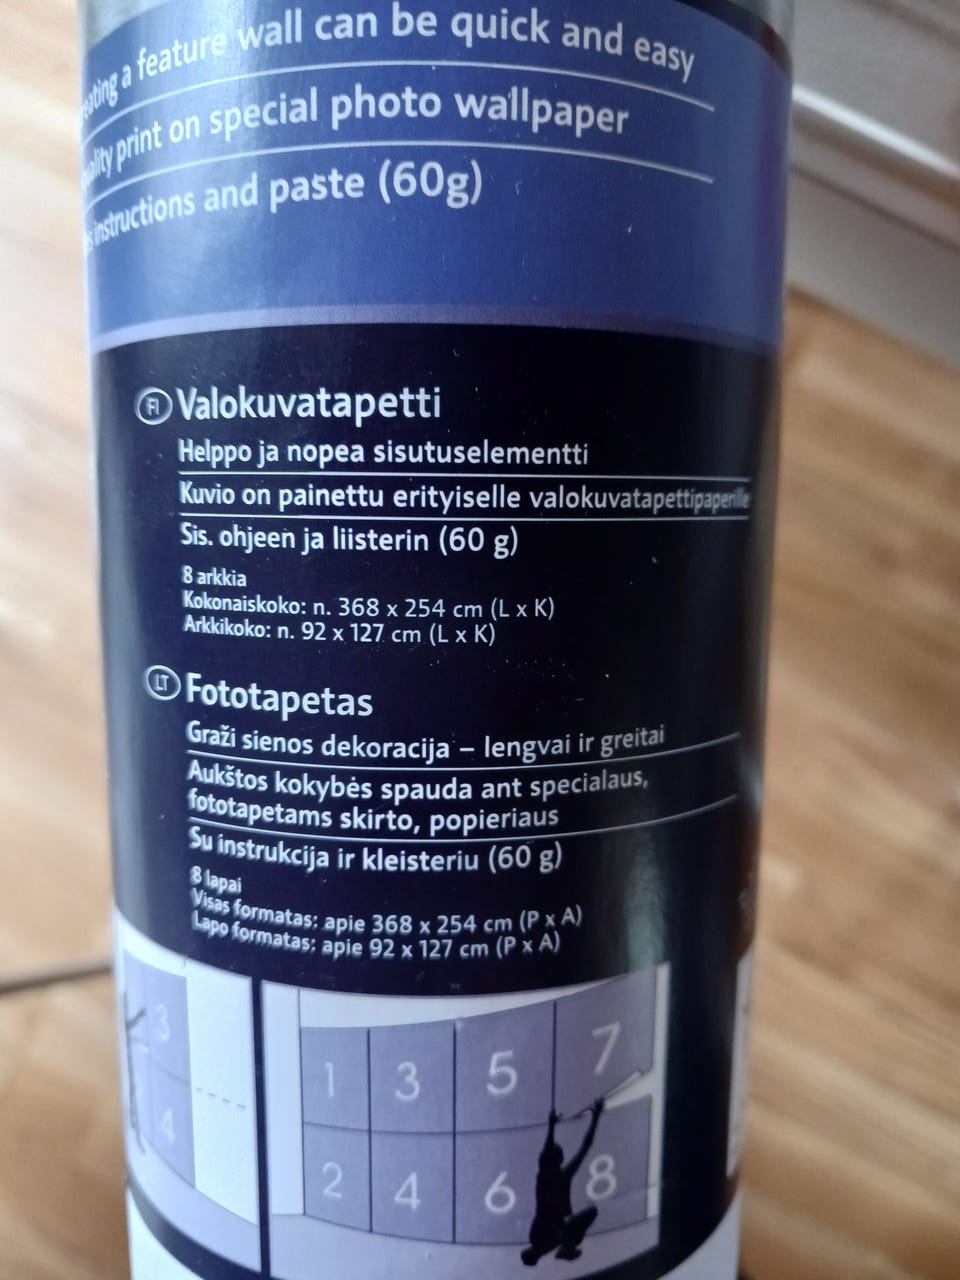 a feature wall can be quick and easy
print on special photo wallpaper
instructions and paste (60g)
FI Valokuvatapetti
Helppo ja nopea sisutuselementti
Kuvio on painettu erityiselle valokuvatapettipaperille
Sis. ohjeen ja liisterin (60 g)
8 arkkia
Kokonaiskoko: n. 368 x 254 cm (L x K)
Arkkikoko: n. 92 x 127 cm (L x K)
LT Fototapetas
Graži sienos dekoracija – lengvai ir greitai
Aukštos kokybės spauda ant specialaus,
fototapetams skirto, popieriaus
Su instrukcija ir kleisteriu (60 g)
8 lapai
Visas formatas: apie 368 x 254 cm (P x A)
Lapo formatas: apie 92 x 127 cm (P x A)
3
4
1 3 5 7
2 4 6 8